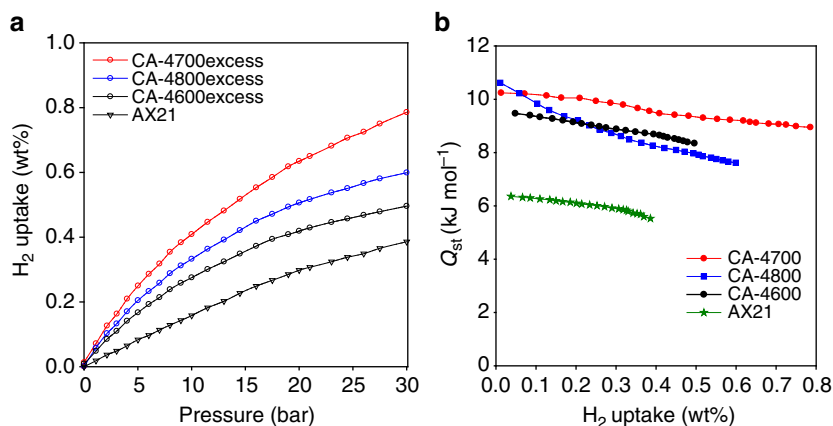 a
1.0
0.8
0.6
0.4
0.2
0.0
H₂ uptake (wt%)
CA-4700excess
CA-4800excess
CA-4600excess
AX21
0
5
10
15
20
25
30
Pressure (bar)
b
12
10
8
6
4
2
0
Qst (kJ mol⁻¹)
CA-4700
CA-4800
CA-4600
AX21
0.0
0.1
0.2
0.3
0.4
0.5
0.6
0.7
0.8
H₂ uptake (wt%)